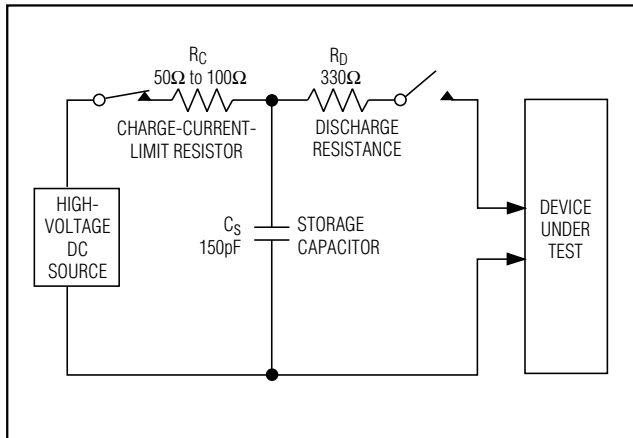 R_C
50Ω to 100Ω
CHARGE-CURRENT-
LIMIT RESISTOR
R_D
330Ω
DISCHARGE
RESISTANCE
HIGH-
VOLTAGE
DC
SOURCE
C_S
150pF
STORAGE
CAPACITOR
DEVICE
UNDER
TEST